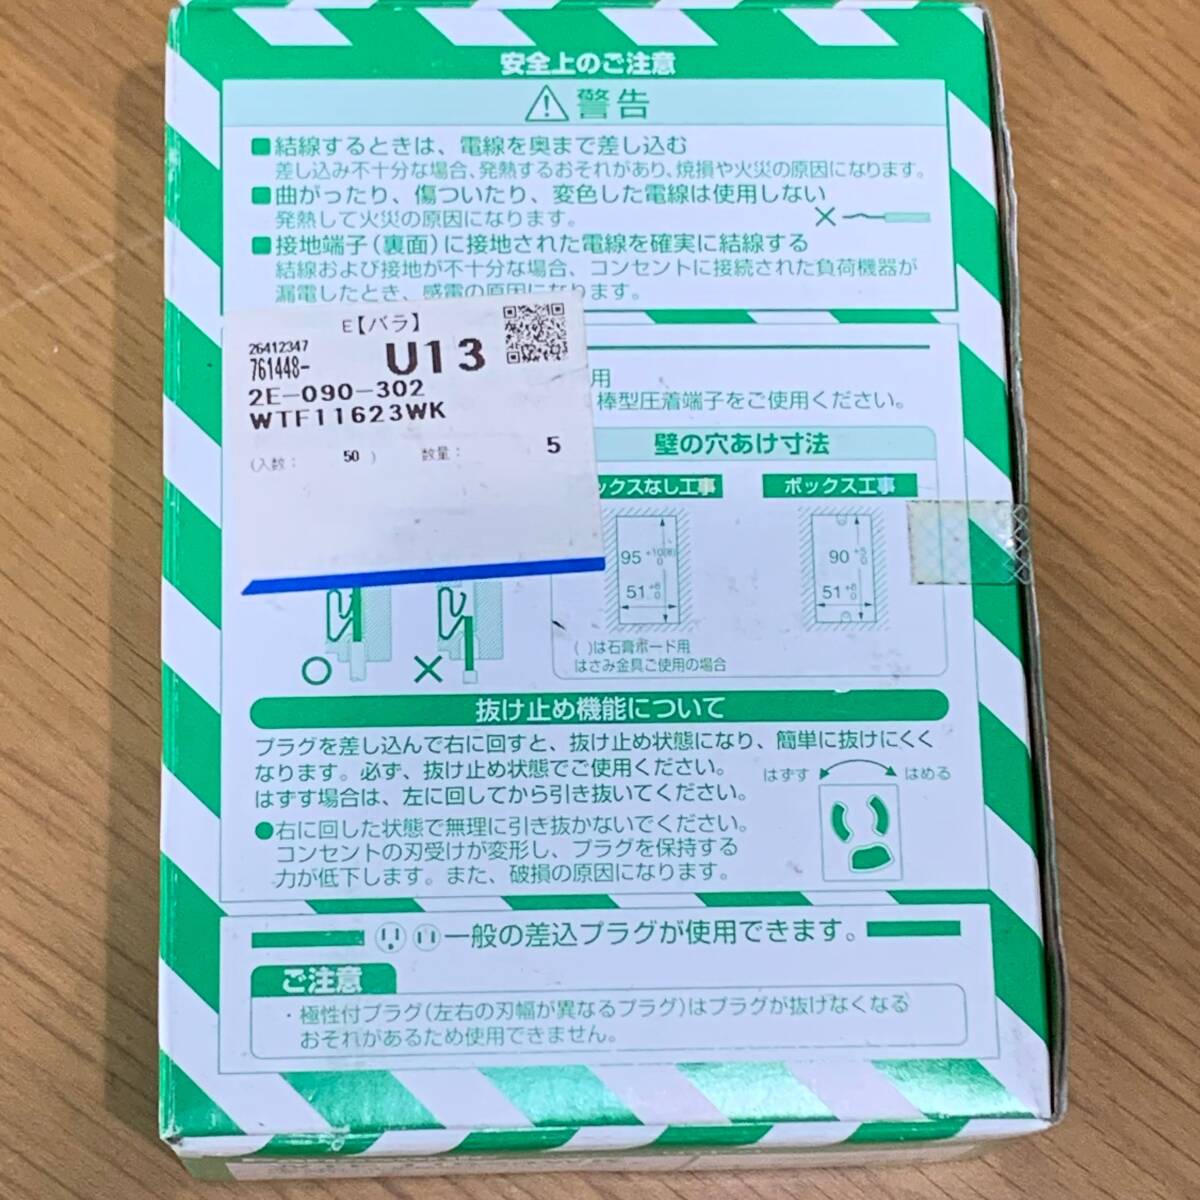 安全上のご注意
警告
■結線するときは、電線を奥まで差し込む
差し込み不十分な場合、発熱するおそれがあり、焼損や火災の原因になります。
■曲がったり、傷ついたり、変色した電線は使用しない
発熱して火災の原因になります。
■接地端子(裏面)に接地された電線を確実に結線する
結線および接地が不十分な場合、コンセントに接続された負荷機器が
漏電したとき、感電の原因になります。
E【バラ】
26412347
761448-
U13
2E-090-302
WTF11623WK
(入数: 50 ) 数量: 5
用
棒型圧着端子をご使用ください。
壁の穴あけ寸法
ックスなし工事
ボックス工事
95 +10(8) 0
51 +8 0
90 +5 0
51 +8 0
( )は石膏ボード用
はさみ金具ご使用の場合
抜け止め機能について
プラグを差し込んで右に回すと、抜け止め状態になり、簡単に抜けにくく
なります。必ず、抜け止め状態でご使用ください。
はずす場合は、左に回してから引き抜いてください。
はずす はめる
●右に回した状態で無理に引き抜かないでください。
コンセントの刃受けが変形し、プラグを保持する
力が低下します。また、破損の原因になります。
一般の差込プラグが使用できます。
ご注意
・極性付プラグ(左右の刃幅が異なるプラグ)はプラグが抜けなくなる
おそれがあるため使用できません。